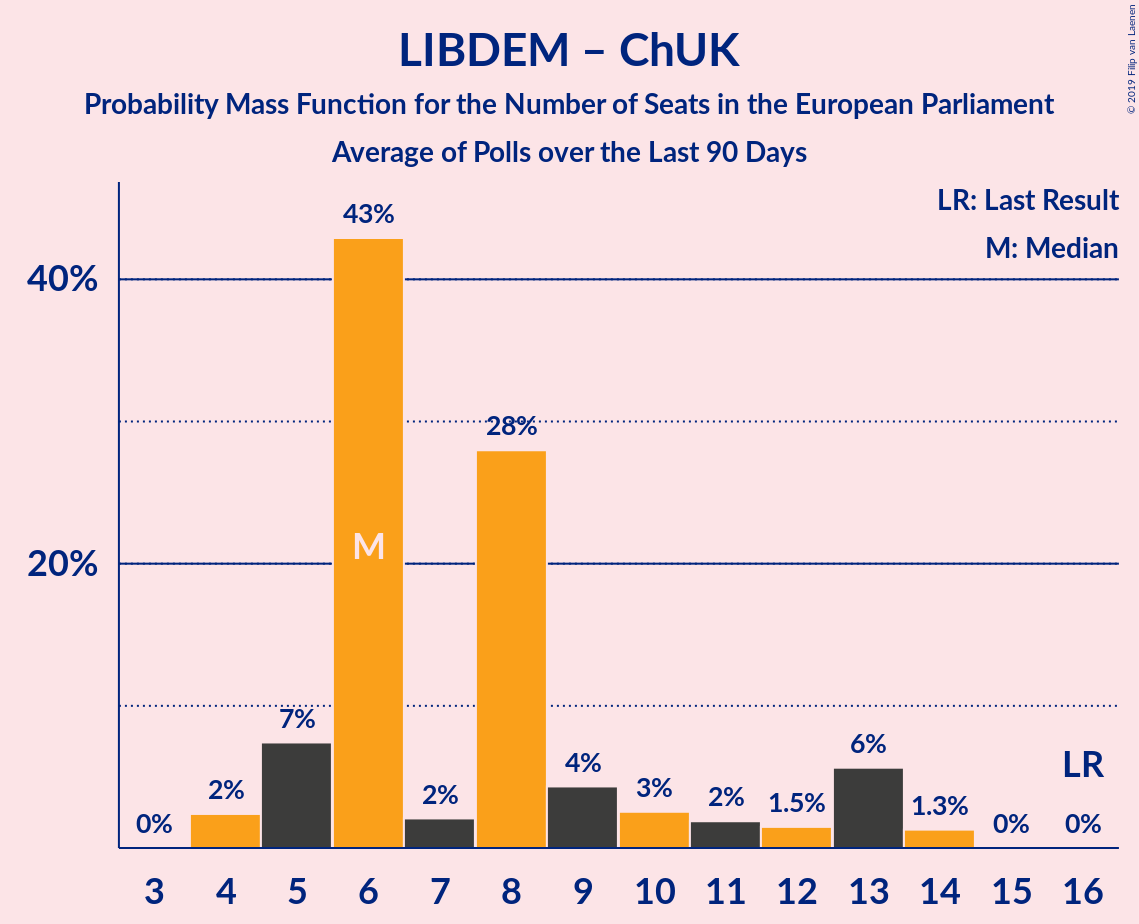 LIBDEM – ChUK
Probability Mass Function for the Number of Seats in the European Parliament
Average of Polls over the Last 90 Days
© 2019 Filip van Laenen
LR: Last Result
M: Median
40%
20%
0%
2%
7%
43%
M
2%
28%
4%
3%
2%
1.5%
6%
1.3%
0%
LR
0%
3 4 5 6 7 8 9 10 11 12 13 14 15 16